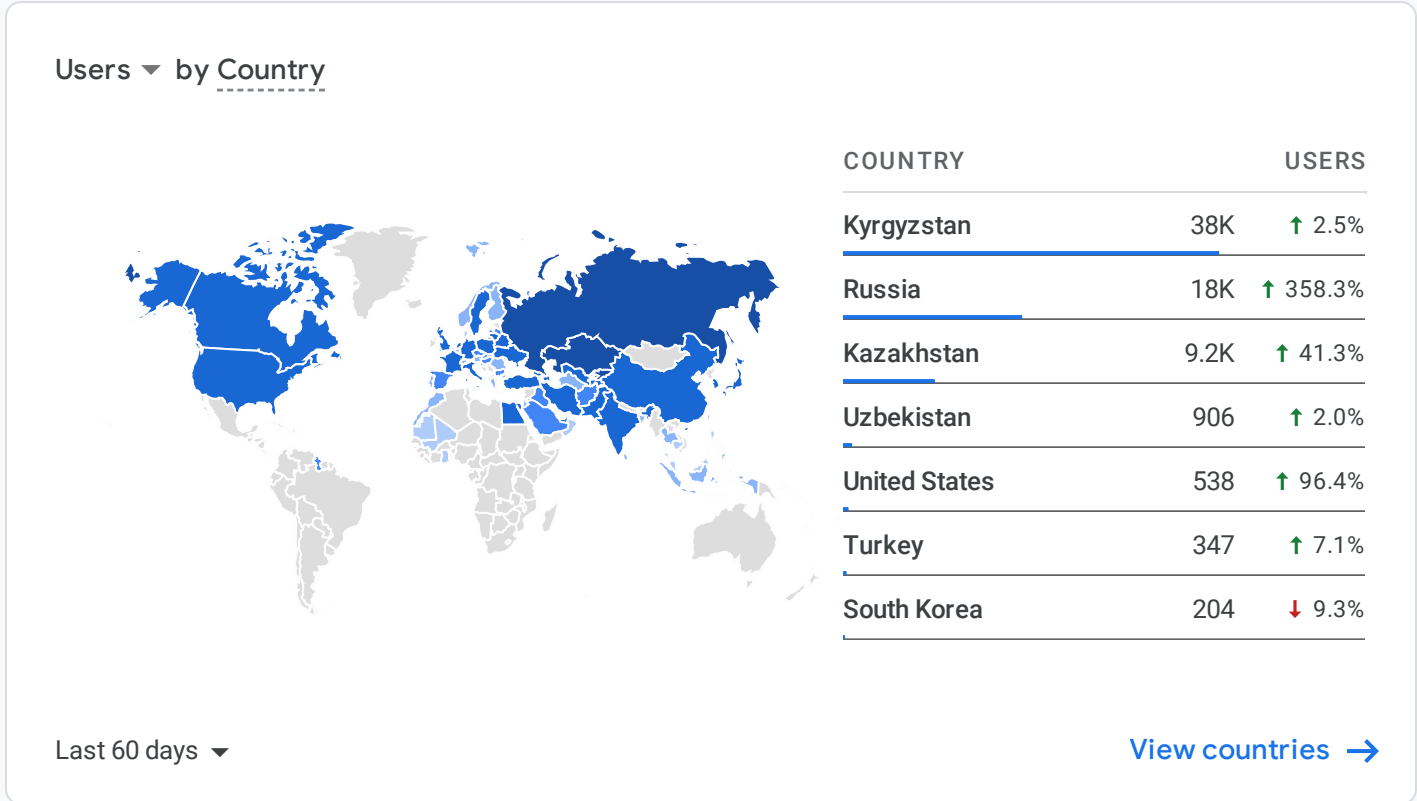 Users by Country
COUNTRY USERS
Kyrgyzstan 38K ↑ 2.5%
Russia 18K ↑ 358.3%
Kazakhstan 9.2K ↑ 41.3%
Uzbekistan 906 ↑ 2.0%
United States 538 ↑ 96.4%
Turkey 347 ↑ 7.1%
South Korea 204 ↓ 9.3%
Last 60 days View countries →